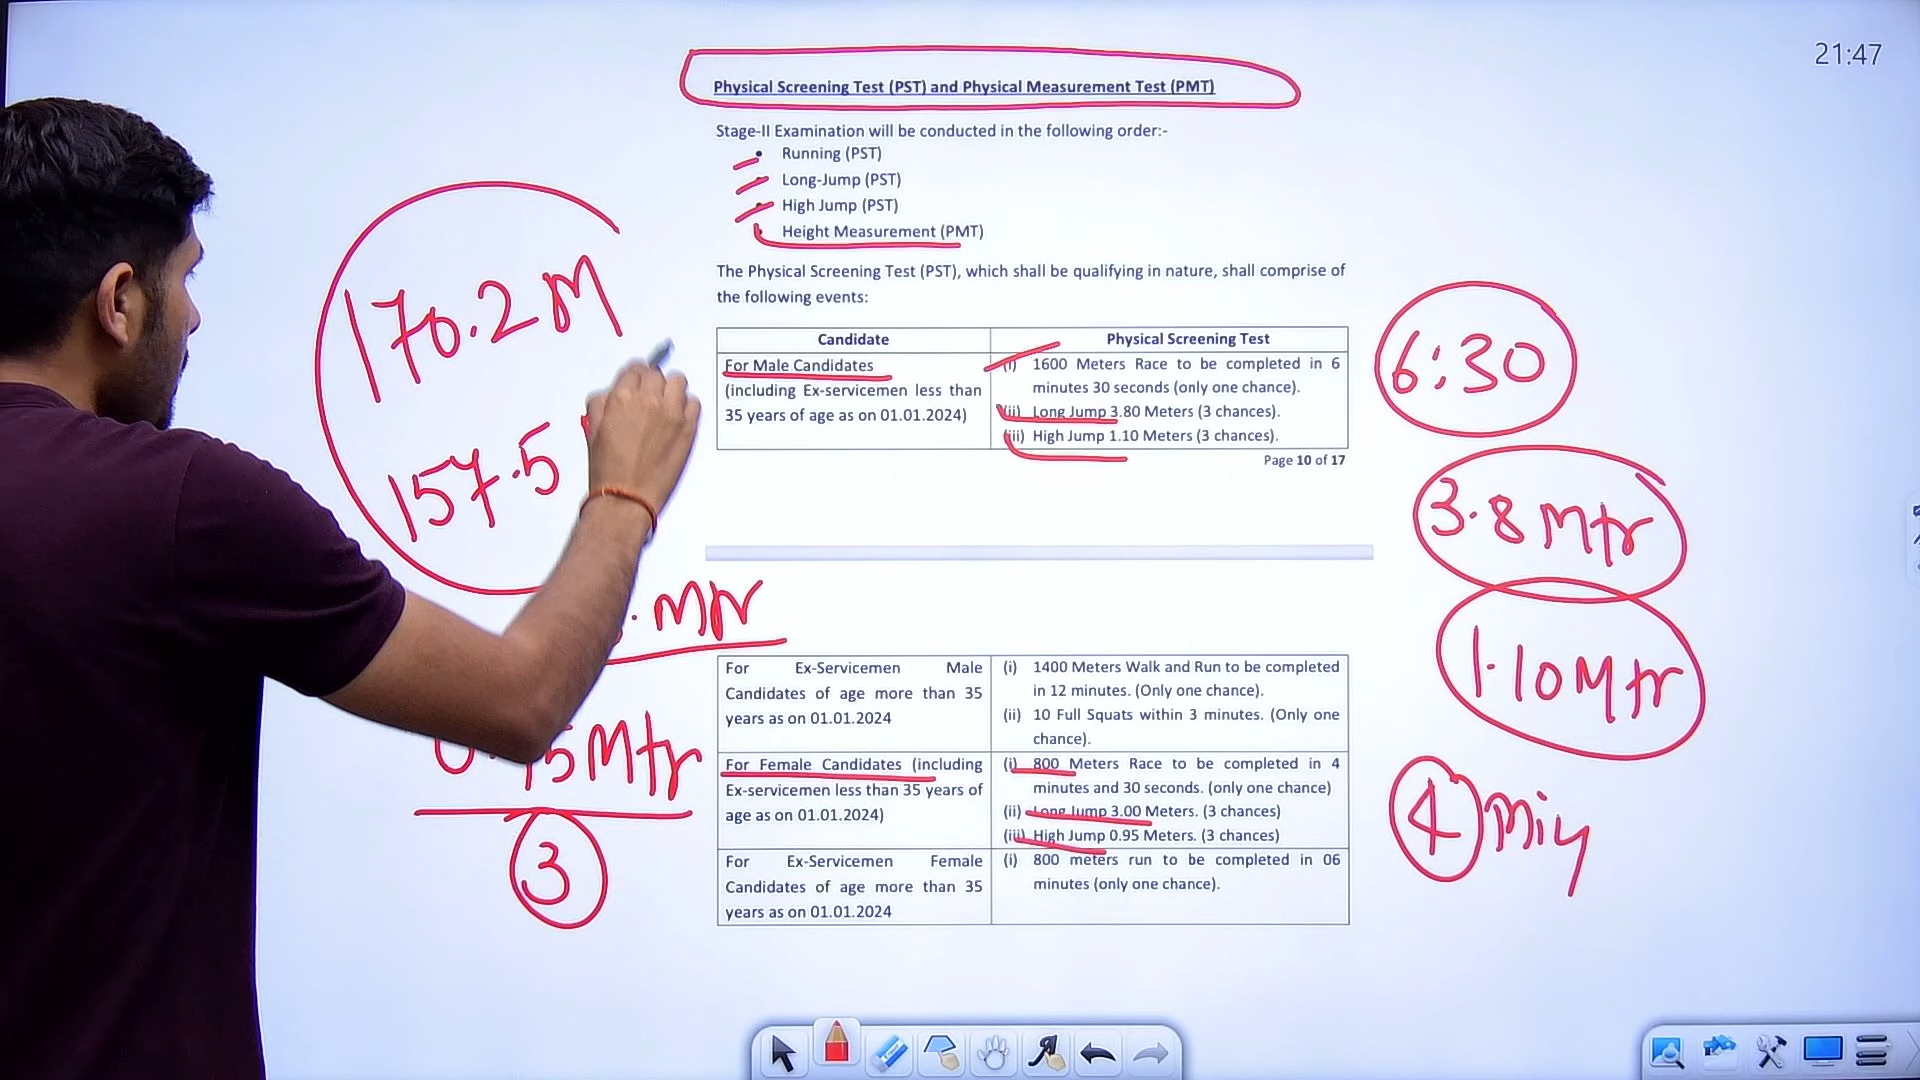 21:47
Physical Screening Test (PST) and Physical Measurement Test (PMT)
Stage-II Examination will be conducted in the following order:-
• Running (PST)
Long-Jump (PST)
High Jump (PST)
Height Measurement (PMT)
The Physical Screening Test (PST), which shall be qualifying in nature, shall comprise of
the following events:
Candidate
Physical Screening Test
For Male Candidates
(including Ex-servicemen less than
35 years of age as on 01.01.2024)
(i) 1600 Meters Race to be completed in 6
minutes 30 seconds (only one chance).
(ii) Long Jump 3.80 Meters (3 chances).
(iii) High Jump 1.10 Meters (3 chances).
Page 10 of 17
For Ex-Servicemen Male
Candidates of age more than 35
years as on 01.01.2024
(i) 1400 Meters Walk and Run to be completed
in 12 minutes. (Only one chance).
(ii) 10 Full Squats within 3 minutes. (Only one
chance).
For Female Candidates (including
Ex-servicemen less than 35 years of
age as on 01.01.2024)
(i) 800 Meters Race to be completed in 4
minutes and 30 seconds. (only one chance)
(ii) Long Jump 3.00 Meters. (3 chances)
(iii) High Jump 0.95 Meters. (3 chances)
For Ex-Servicemen Female
Candidates of age more than 35
years as on 01.01.2024
(i) 800 meters run to be completed in 06
minutes (only one chance).
170.2 M
157.5
Mtr
Mtr
3
6:30
3.8 Mtr
1.10 Mtr
4 Min